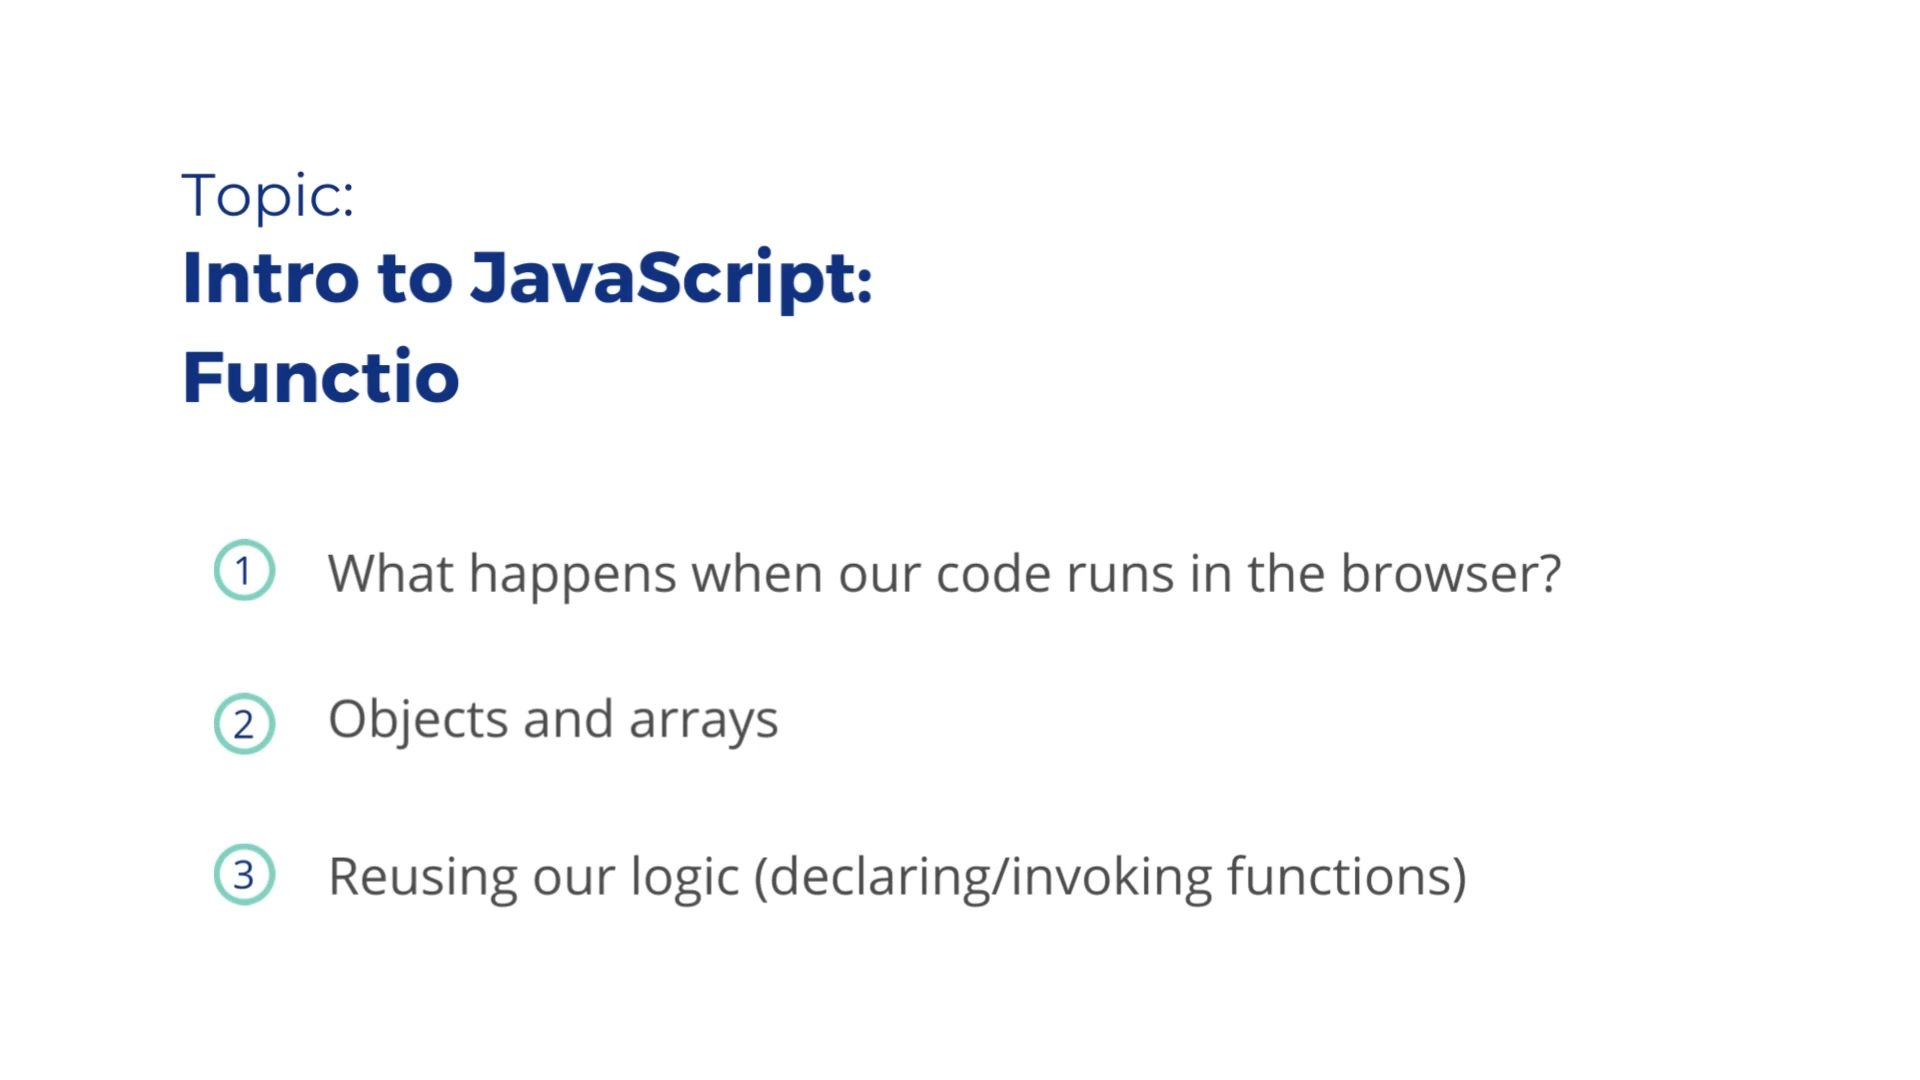 Topic:
Intro to JavaScript:
Functio
1 What happens when our code runs in the browser?
2 Objects and arrays
3 Reusing our logic (declaring/invoking functions)